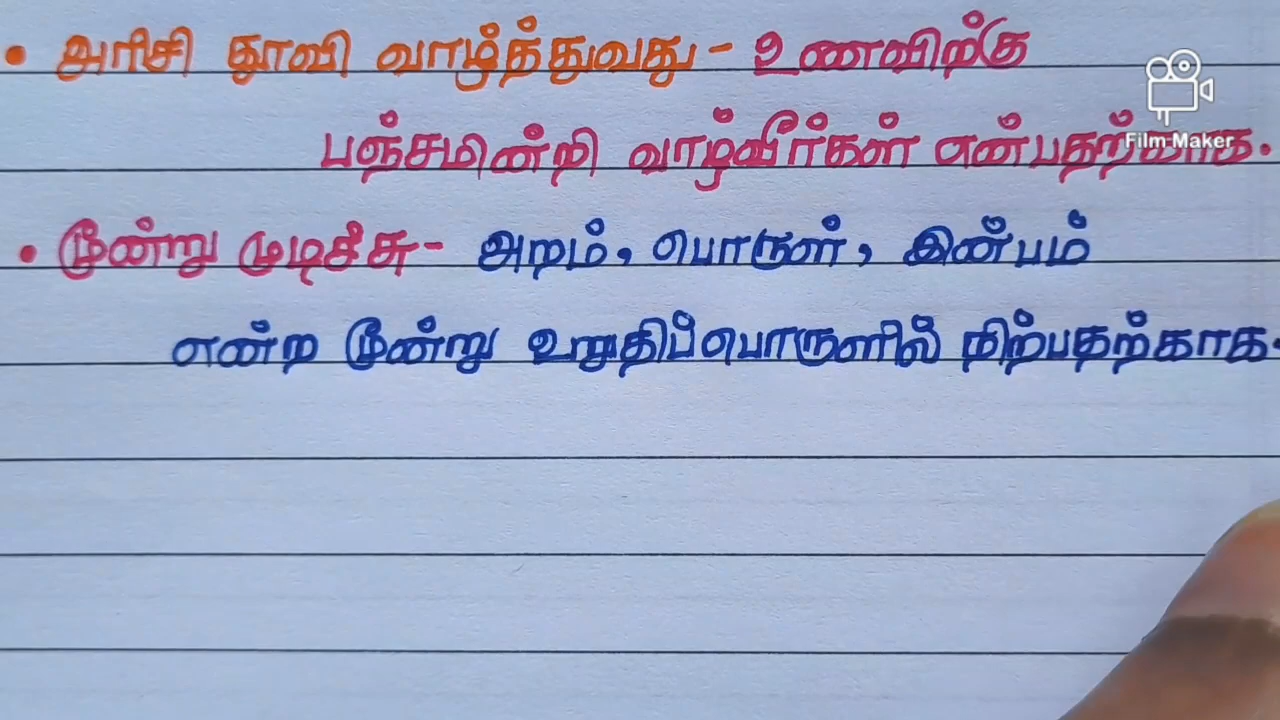 • அரிசி தூவி வாழ்த்துவது - உணவிற்கு
பஞ்சமின்றி வாழ்வீர்கள் என்பதற்காக.
Film Maker
• மூன்று முடிச்சு - அறம், பொருள், இன்பம்
என்ற மூன்று உறுதிப்பொருளில் நிற்பதற்காக.